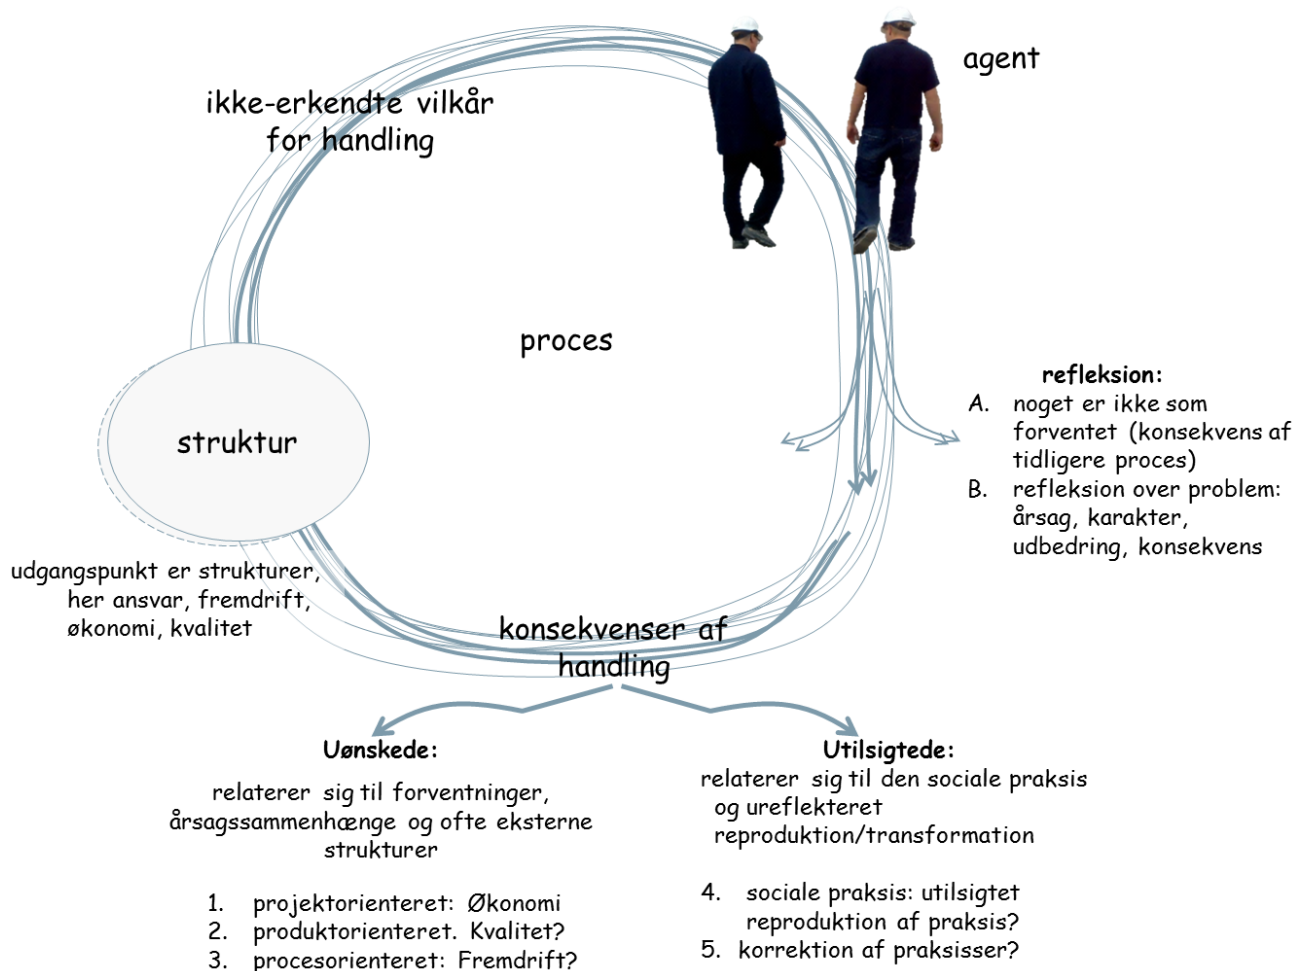 agent
ikke-erkendte vilkår
for handling
proces
refleksion:
A. noget er ikke som
forventet (konsekvens af
tidligere proces)
B. refleksion over problem:
årsag, karakter,
udbedring, konsekvens
struktur
udgangspunkt er strukturer,
her ansvar, fremdrift,
økonomi, kvalitet
konsekvenser af
handling
Uønskede:
relaterer sig til forventninger,
årsagssammenhænge og ofte eksterne
strukturer
1. projektorienteret: Økonomi
2. produktorienteret. Kvalitet?
3. procesorienteret: Fremdrift?
Utilsigtede:
relaterer sig til den sociale praksis
og ureflekteret
reproduktion/transformation
4. sociale praksis: utilsigtet
reproduktion af praksis?
5. korrektion af praksisser?